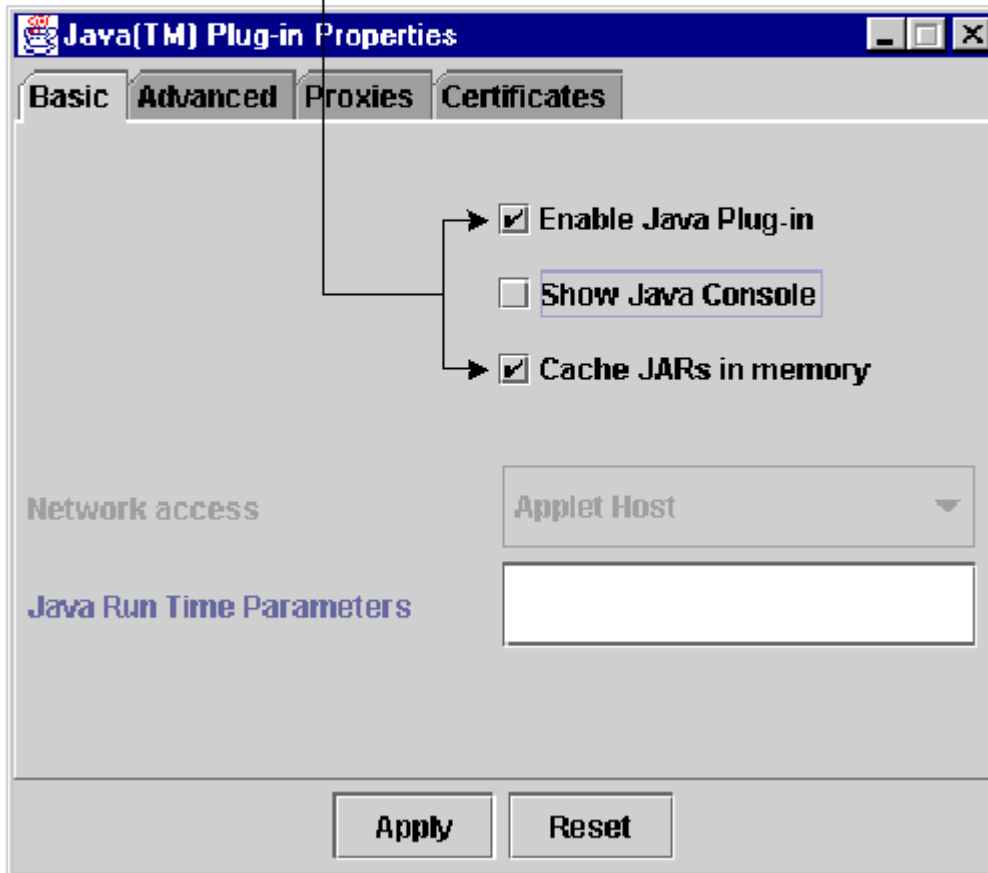 Java(TM) Plug-in Properties
Basic Advanced Proxies Certificates
Enable Java Plug-in
Show Java Console
Cache JARs in memory
Network access Applet Host
Java Run Time Parameters
Apply Reset